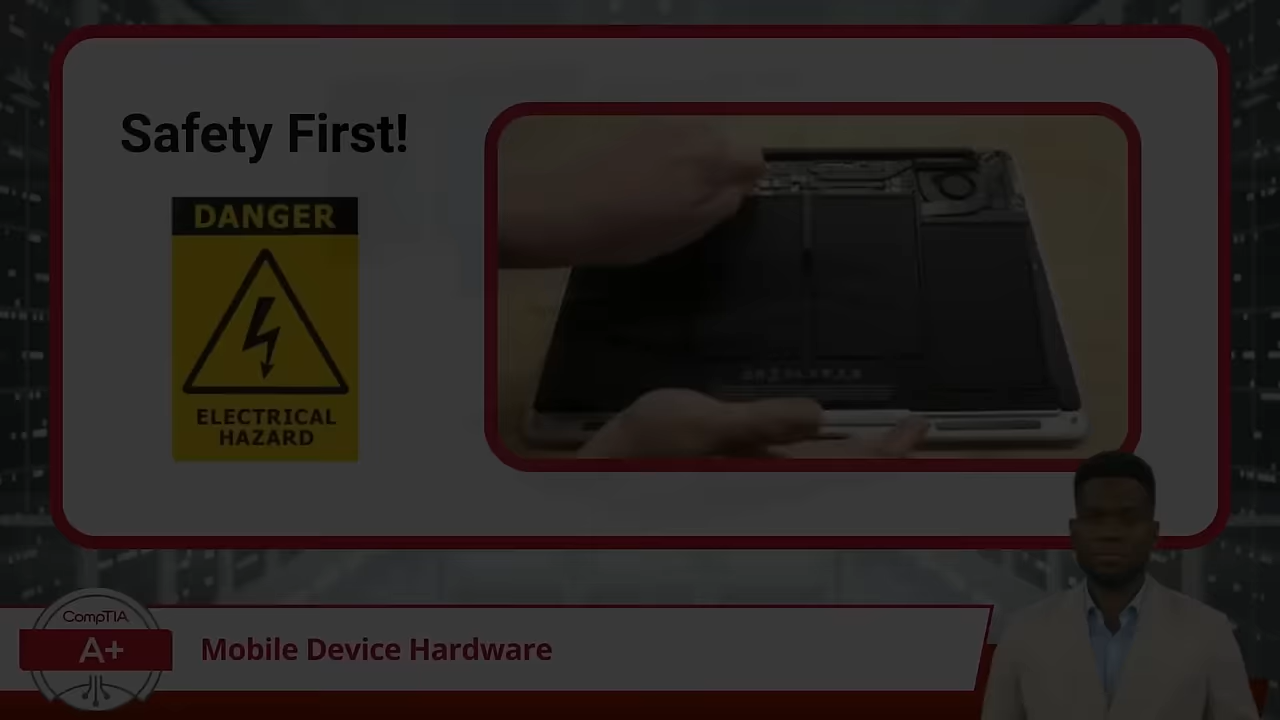 Safety First!
DANGER
ELECTRICAL
HAZARD
CompTIA
A+
Mobile Device Hardware